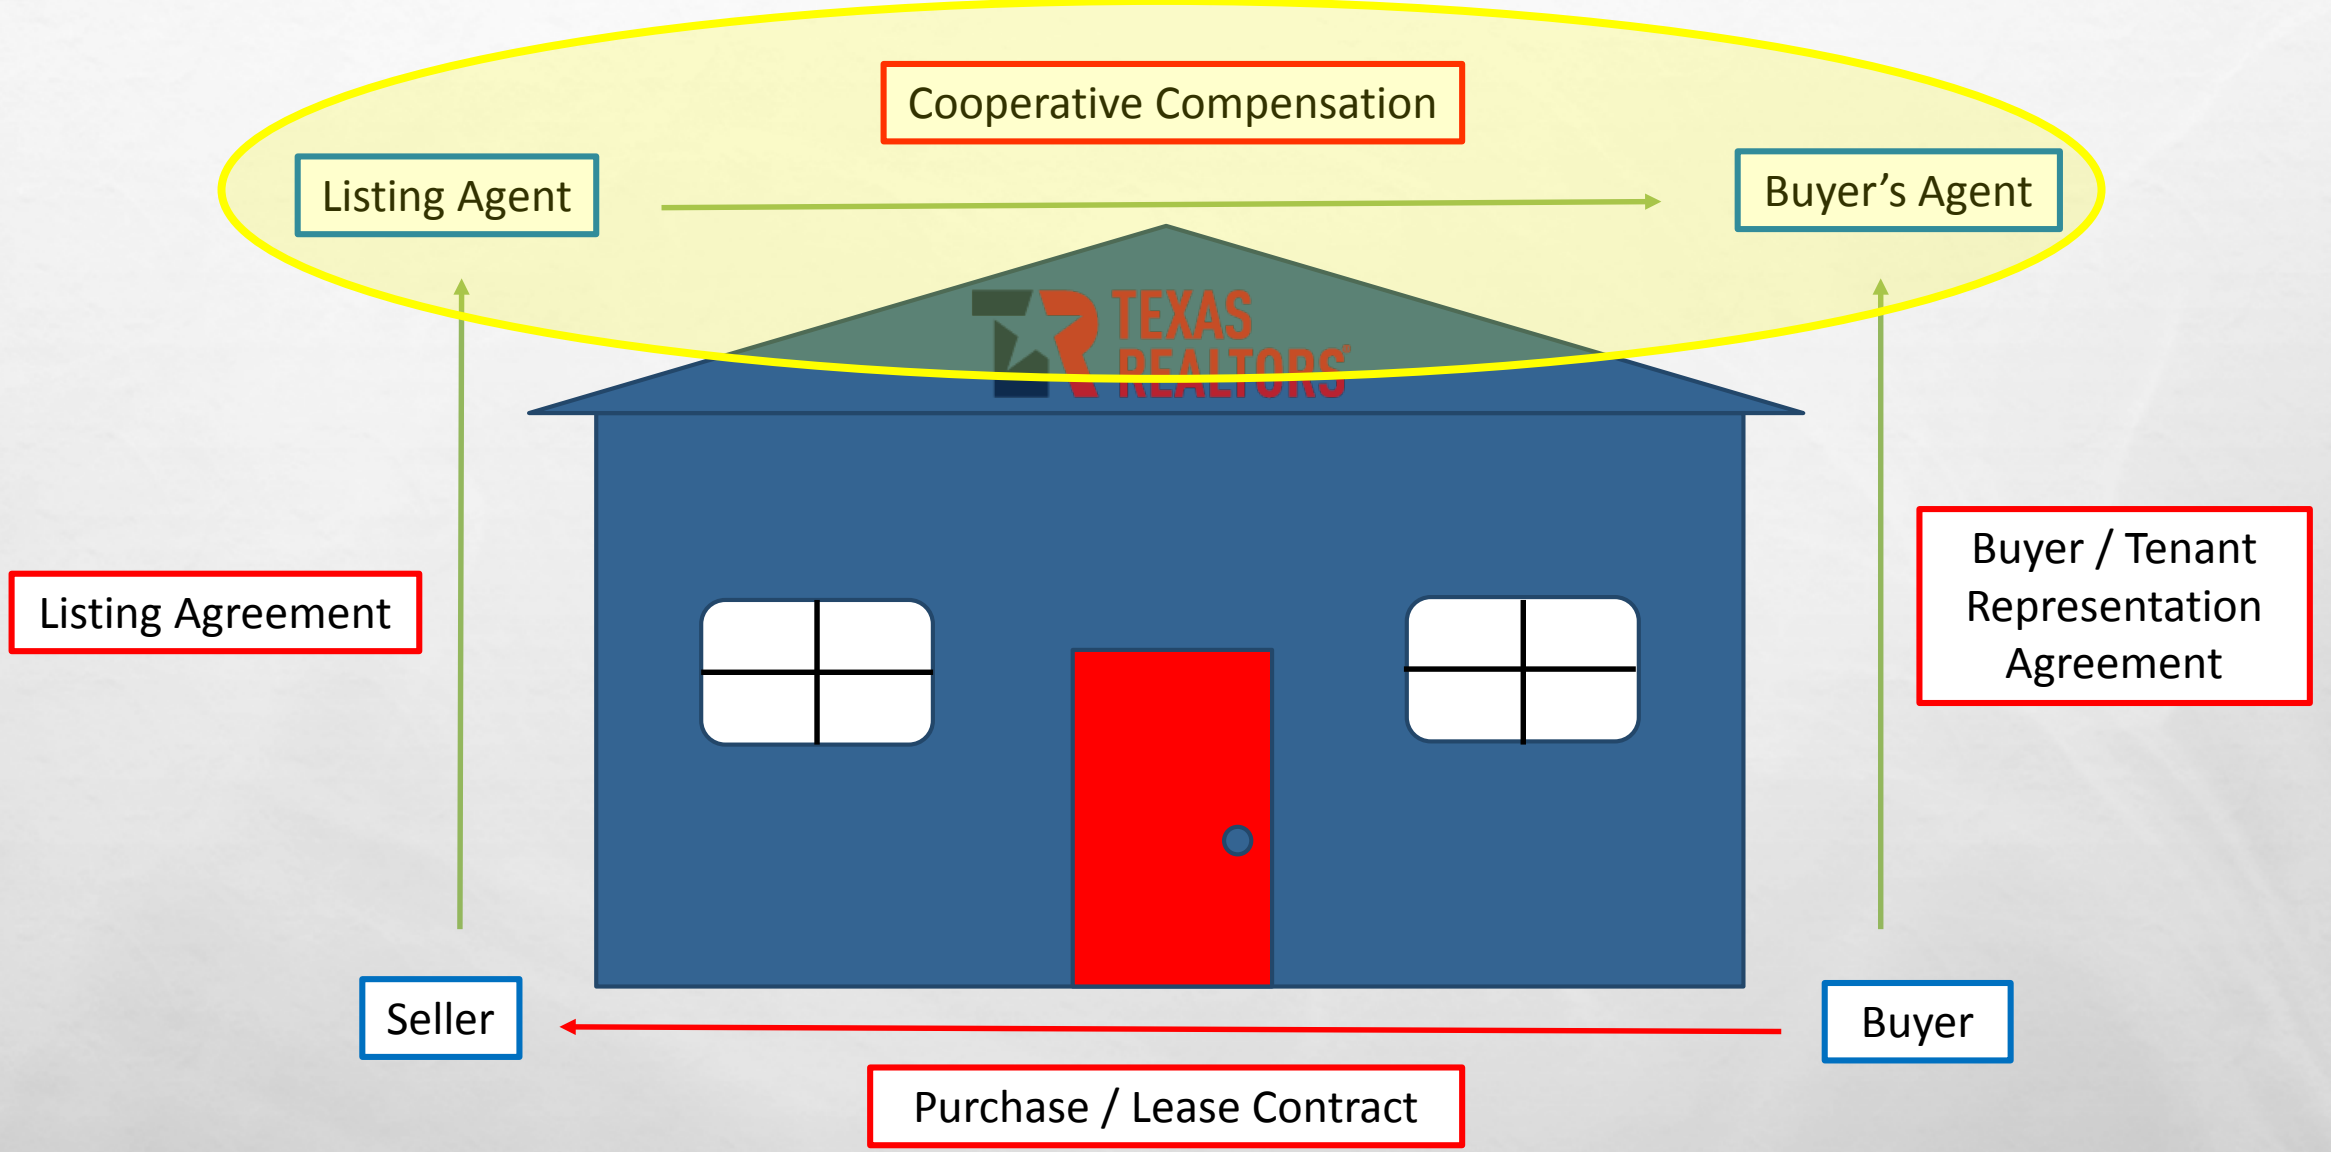 Cooperative Compensation
Listing Agent
Buyer’s Agent
TEXAS
REALTORS®
Listing Agreement
Buyer / Tenant
Representation
Agreement
Seller
Buyer
Purchase / Lease Contract